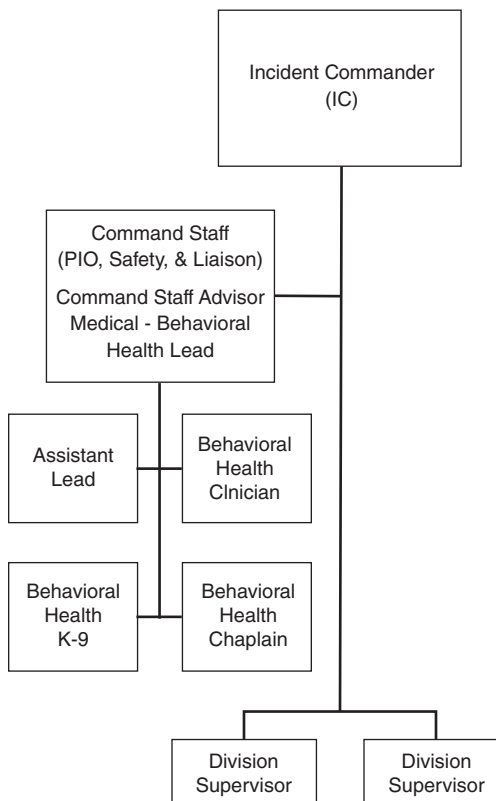 Incident Commander
(IC)
Command Staff
(PIO, Safety, & Liaison)
Command Staff Advisor
Medical - Behavioral
Health Lead
Assistant
Lead
Behavioral
Health
Clnician
Behavioral
Health
K-9
Behavioral
Health
Chaplain
Division
Supervisor
Division
Supervisor